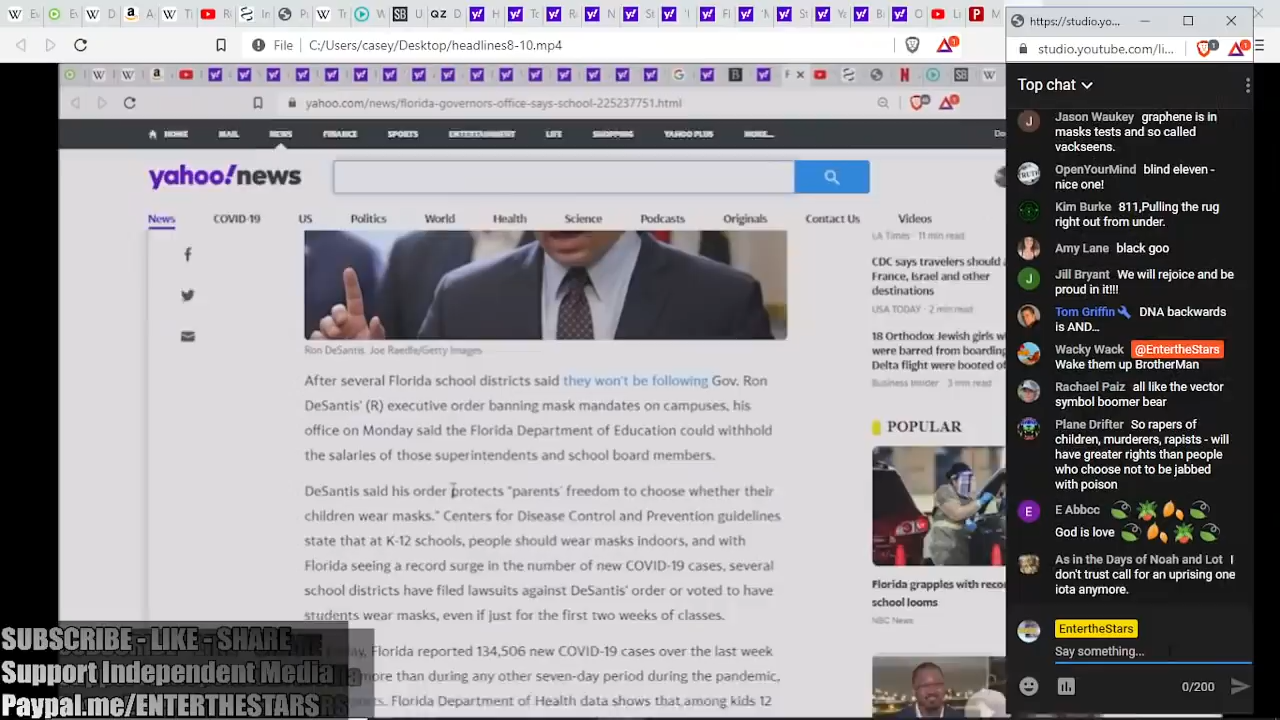 https://studio.yo...
File C:/Users/casey/Desktop/headlines8-10.mp4
studio.youtube.com/li...
yahoo.com/news/florida-governors-office-says-school-225237751.html
HOME MAIL NEWS FINANCE SPORTS ENTERTAINMENT LIFE SHOPPING YAHOO PLUS MORE...
yahoo!news
News COVID-19 US Politics World Health Science Podcasts Originals Contact Us Videos
Ron DeSantis. Joe Raedle/Getty Images
After several Florida school districts said they won't be following Gov. Ron
DeSantis' (R) executive order banning mask mandates on campuses, his
office on Monday said the Florida Department of Education could withhold
the salaries of those superintendents and school board members.
DeSantis said his order protects "parents' freedom to choose whether their
children wear masks." Centers for Disease Control and Prevention guidelines
state that at K-12 schools, people should wear masks indoors, and with
Florida seeing a record surge in the number of new COVID-19 cases, several
school districts have filed lawsuits against DeSantis' order or voted to have
students wear masks, even if just for the first two weeks of classes.
Florida reported 134,506 new COVID-19 cases over the last week
more than during any other seven-day period during the pandemic,
Florida Department of Health data shows that among kids 12
LA Times · 11 min read
CDC says travelers should
France, Israel and other
destinations
USA TODAY · 2 min read
18 Orthodox Jewish girls
were barred from boarding
Delta flight were booted of
Business Insider · 3 min read
POPULAR
Florida grapples with reco
school looms
NBC News
SUBSCRIBE - LIKE - SHARE
Support Independent Media
Paypal.me/ENTERTHESTARS
Top chat
Jason Waukey graphene is in
masks tests and so called
vackseens.
OpenYourMind blind eleven -
nice one!
Kim Burke 811,Pulling the rug
right out from under.
Amy Lane black goo
Jill Bryant We will rejoice and be
proud in it!!!
Tom Griffin DNA backwards
is AND...
Wacky Wack @EntertheStars
Wake them up BrotherMan
Rachael Paiz all like the vector
symbol boomer bear
Plane Drifter So rapers of
children, murderers, rapists - will
have greater rights than people
who choose not to be jabbed
with poison
E Abbcc
God is love
As in the Days of Noah and Lot I
don't trust call for an uprising one
iota anymore.
EntertheStars
Say something...
0/200